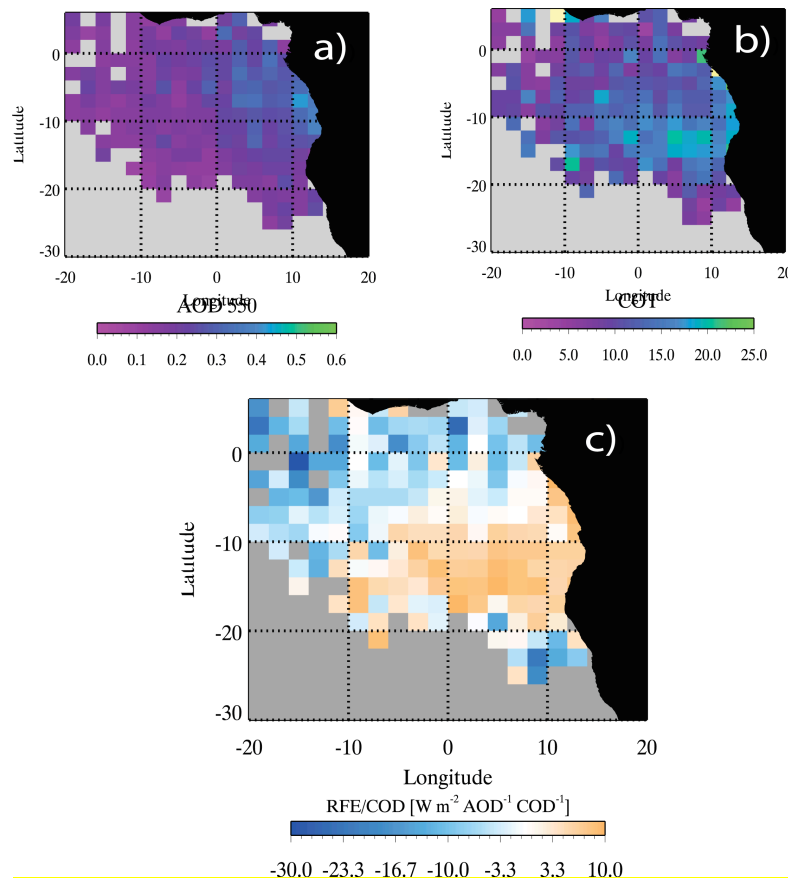 a)
Latitude
0
-10
-20
-30
-20 -10 0 10 20
Longitude
AOD 550
0.0 0.1 0.2 0.3 0.4 0.5 0.6
b)
Latitude
0
-10
-20
-30
-20 -10 0 10 20
Longitude
COT
0.0 5.0 10.0 15.0 20.0 25.0
c)
Latitude
0
-10
-20
-30
-20 -10 0 10 20
Longitude
RFE/COD [W m⁻² AOD⁻¹ COD⁻¹]
-30.0 -23.3 -16.7 -10.0 -3.3 3.3 10.0